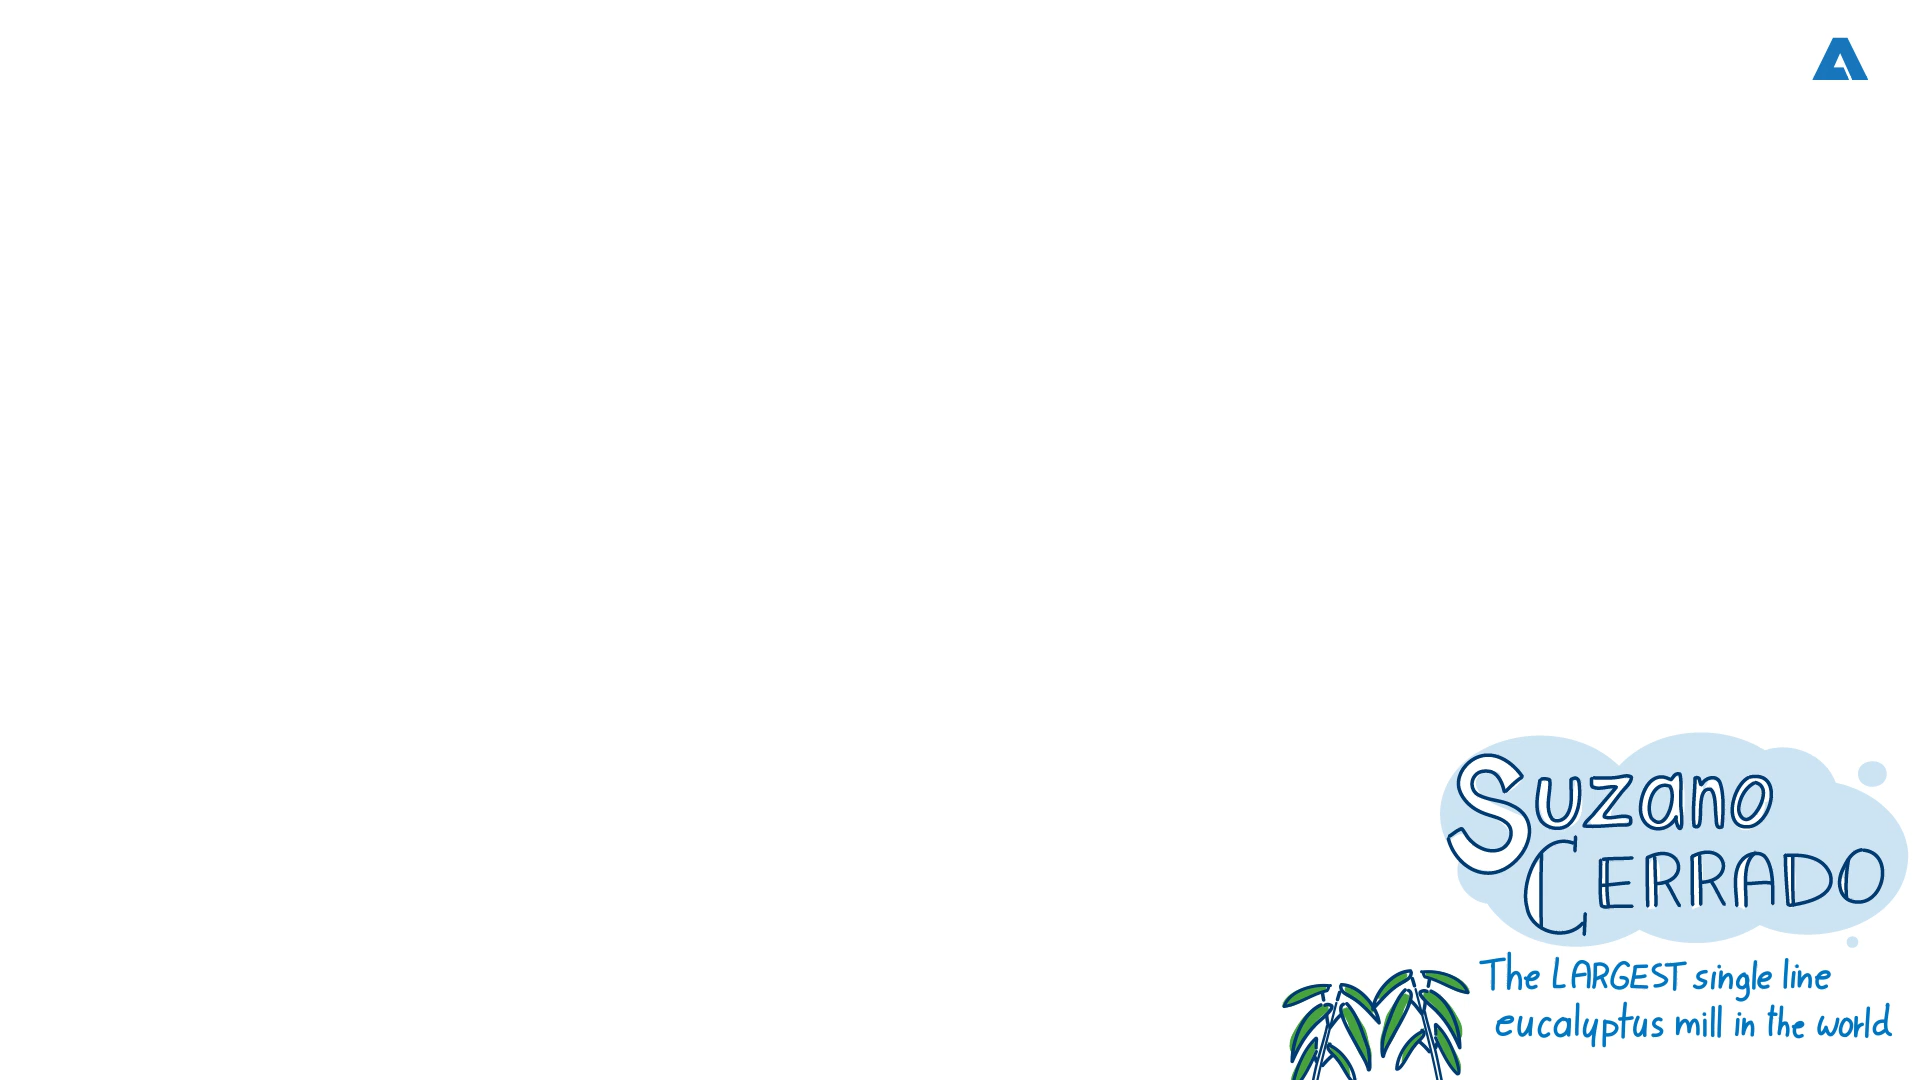 Suzano
CERRADO
The LARGEST single line
eucalyptus mill in the world